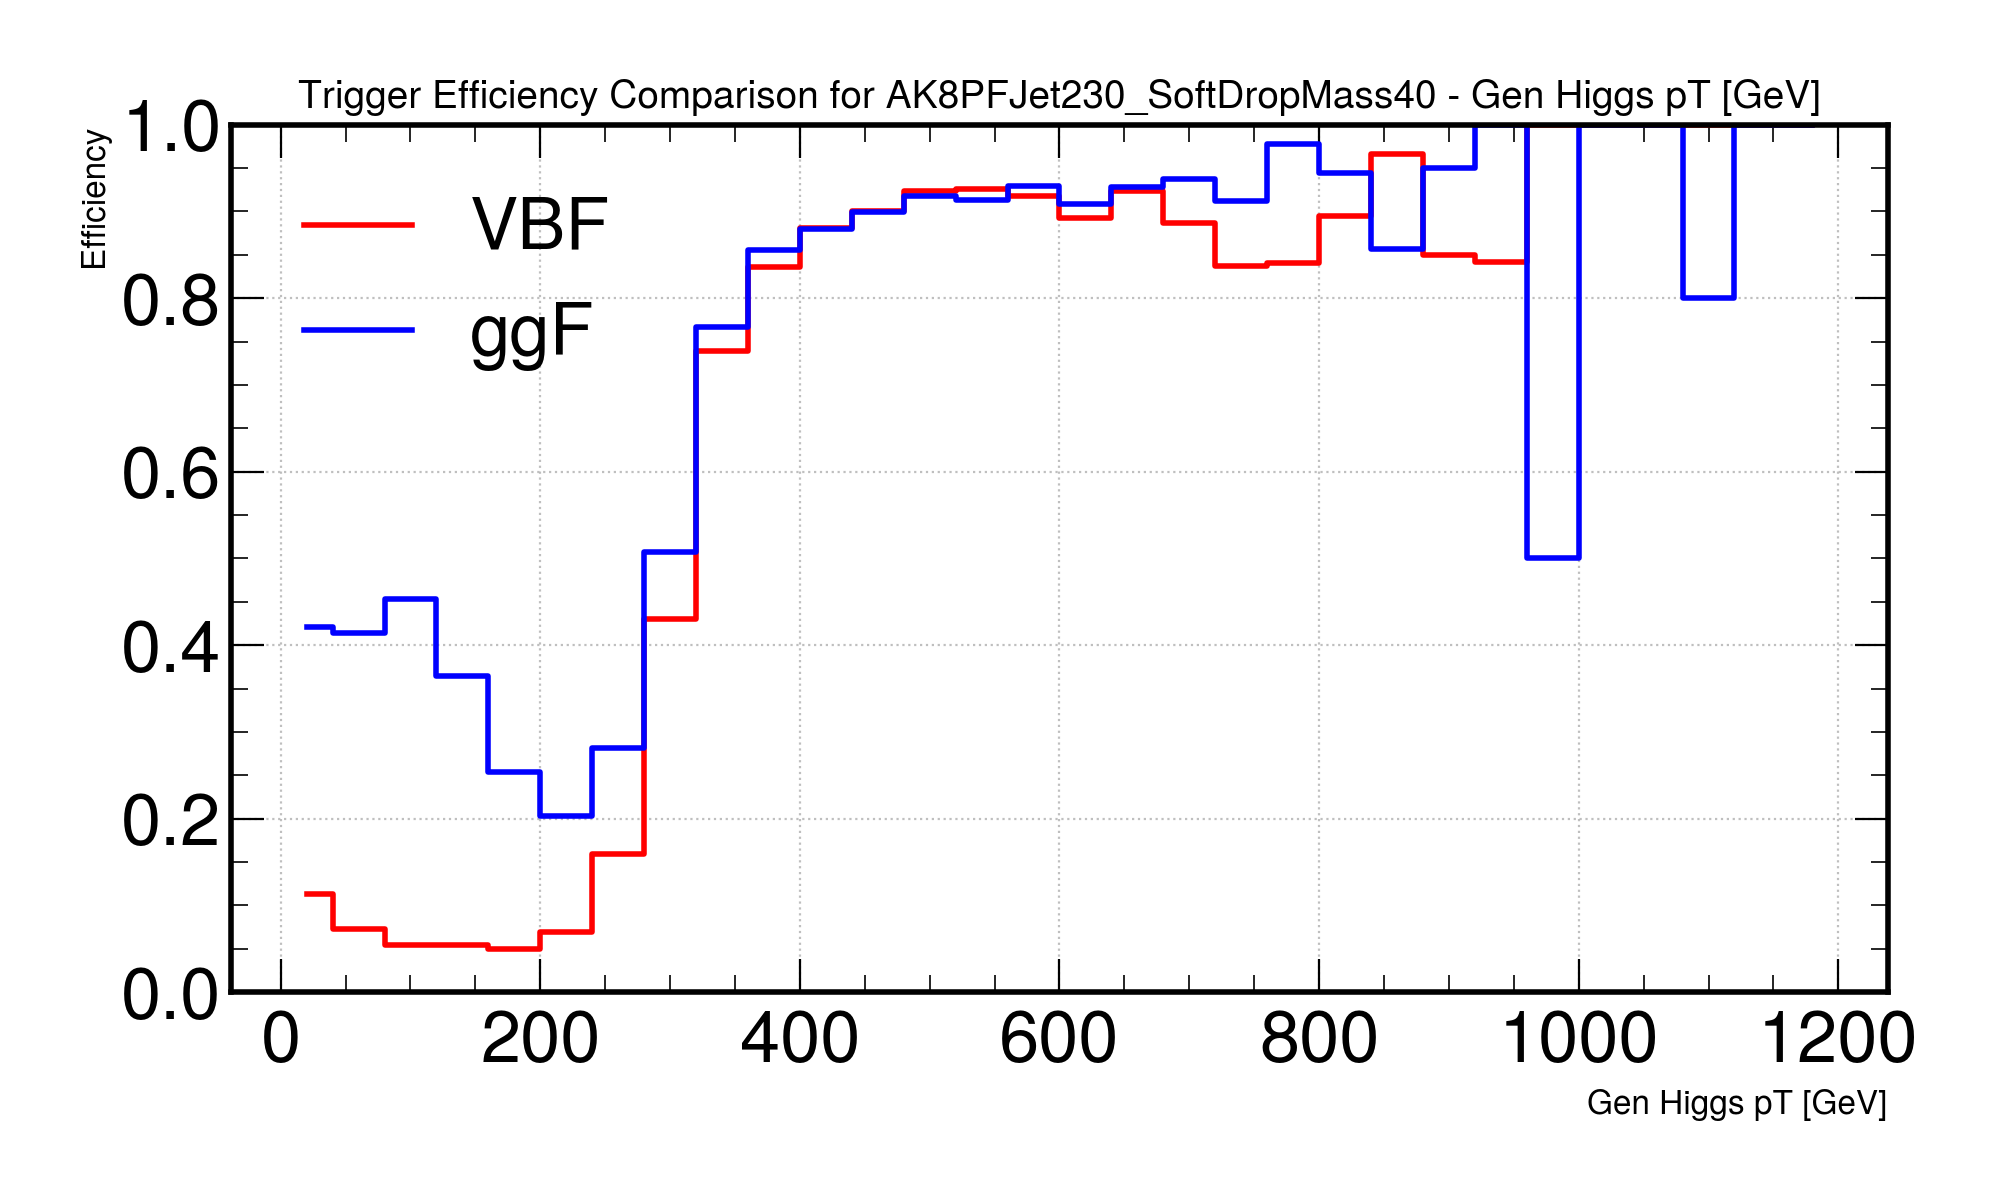 Trigger Efficiency Comparison for AK8PFJet230_SoftDropMass40 - Gen Higgs pT [GeV]
Efficiency
1.0
0.8
0.6
0.4
0.2
0.0
VBF
ggF
0 200 400 600 800 1000 1200
Gen Higgs pT [GeV]